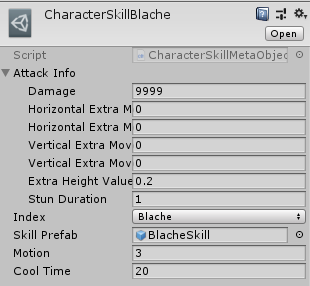 CharacterSkillBlache
Open
Script CharacterSkillMetaObjec
Attack Info
Damage 9999
Horizontal Extra M 0
Horizontal Extra M 0
Vertical Extra Mov 0
Vertical Extra Mov 0
Extra Height Value 0.2
Stun Duration 1
Index Blache
Skill Prefab BlacheSkill
Motion 3
Cool Time 20